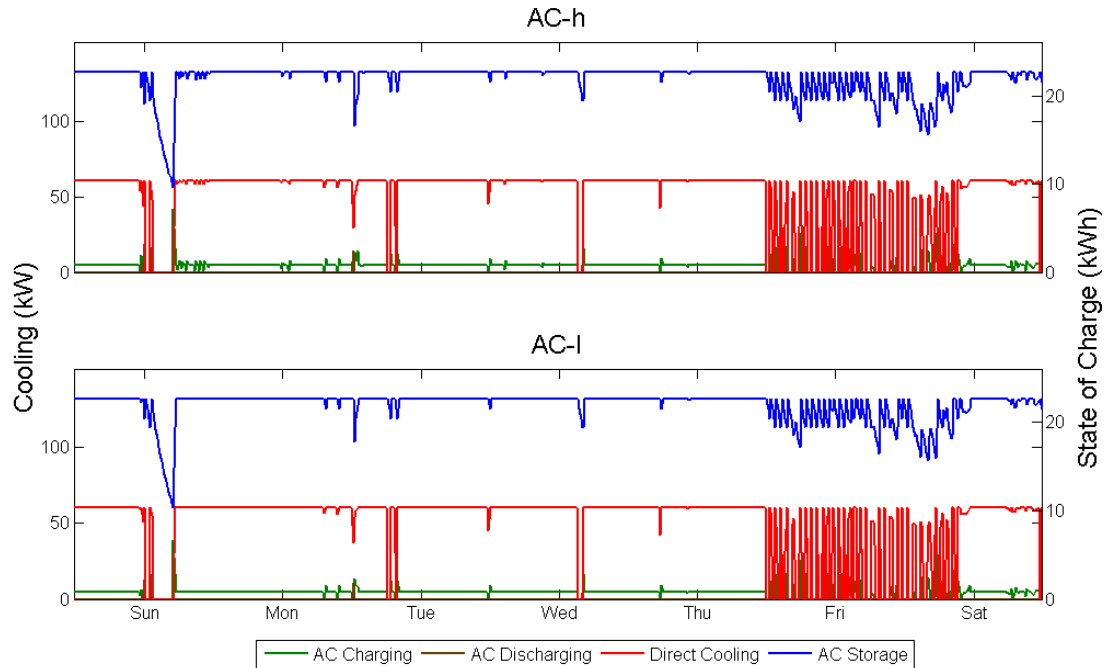 AC-h
100
50
0
20
10
0
Cooling (kW)
State of Charge (kWh)
AC-l
100
50
0
20
10
0
Sun Mon Tue Wed Thu Fri Sat
AC Charging AC Discharging Direct Cooling AC Storage